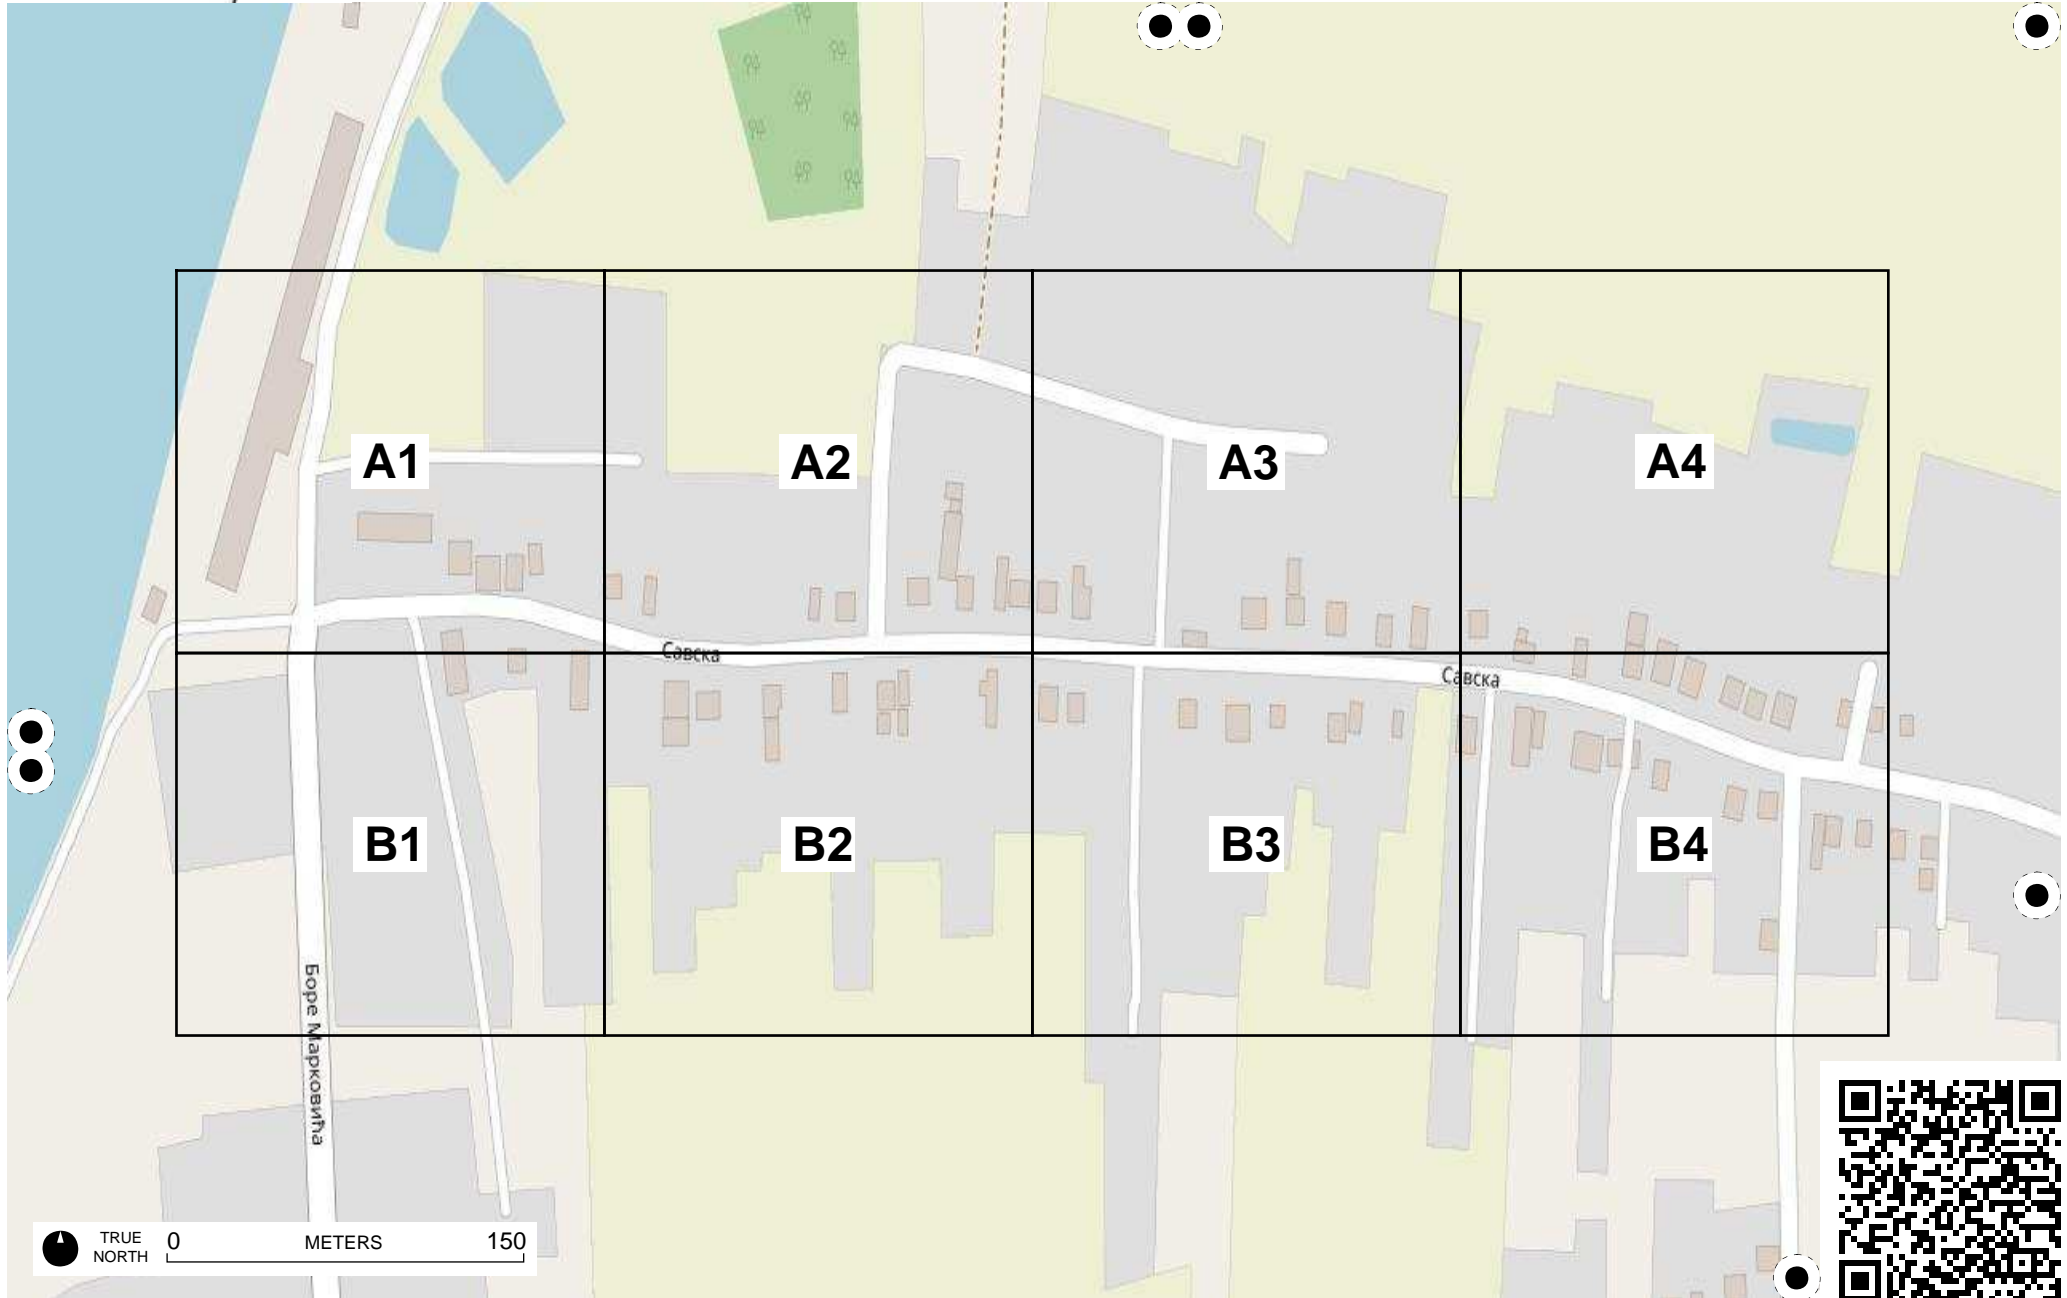 A1
A2
A3
A4
Савска
Савска
B1
B2
B3
B4
Боре Марковића
TRUE
NORTH
0 METERS 150